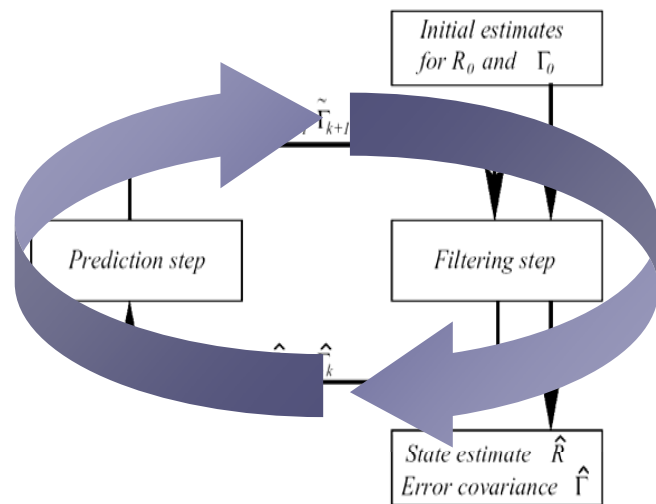 Initial estimates
for R₀ and Γ₀
Γ̃ₖ₊₁
Prediction step
Filtering step
Γ̂ₖ
State estimate R̂
Error covariance Γ̂